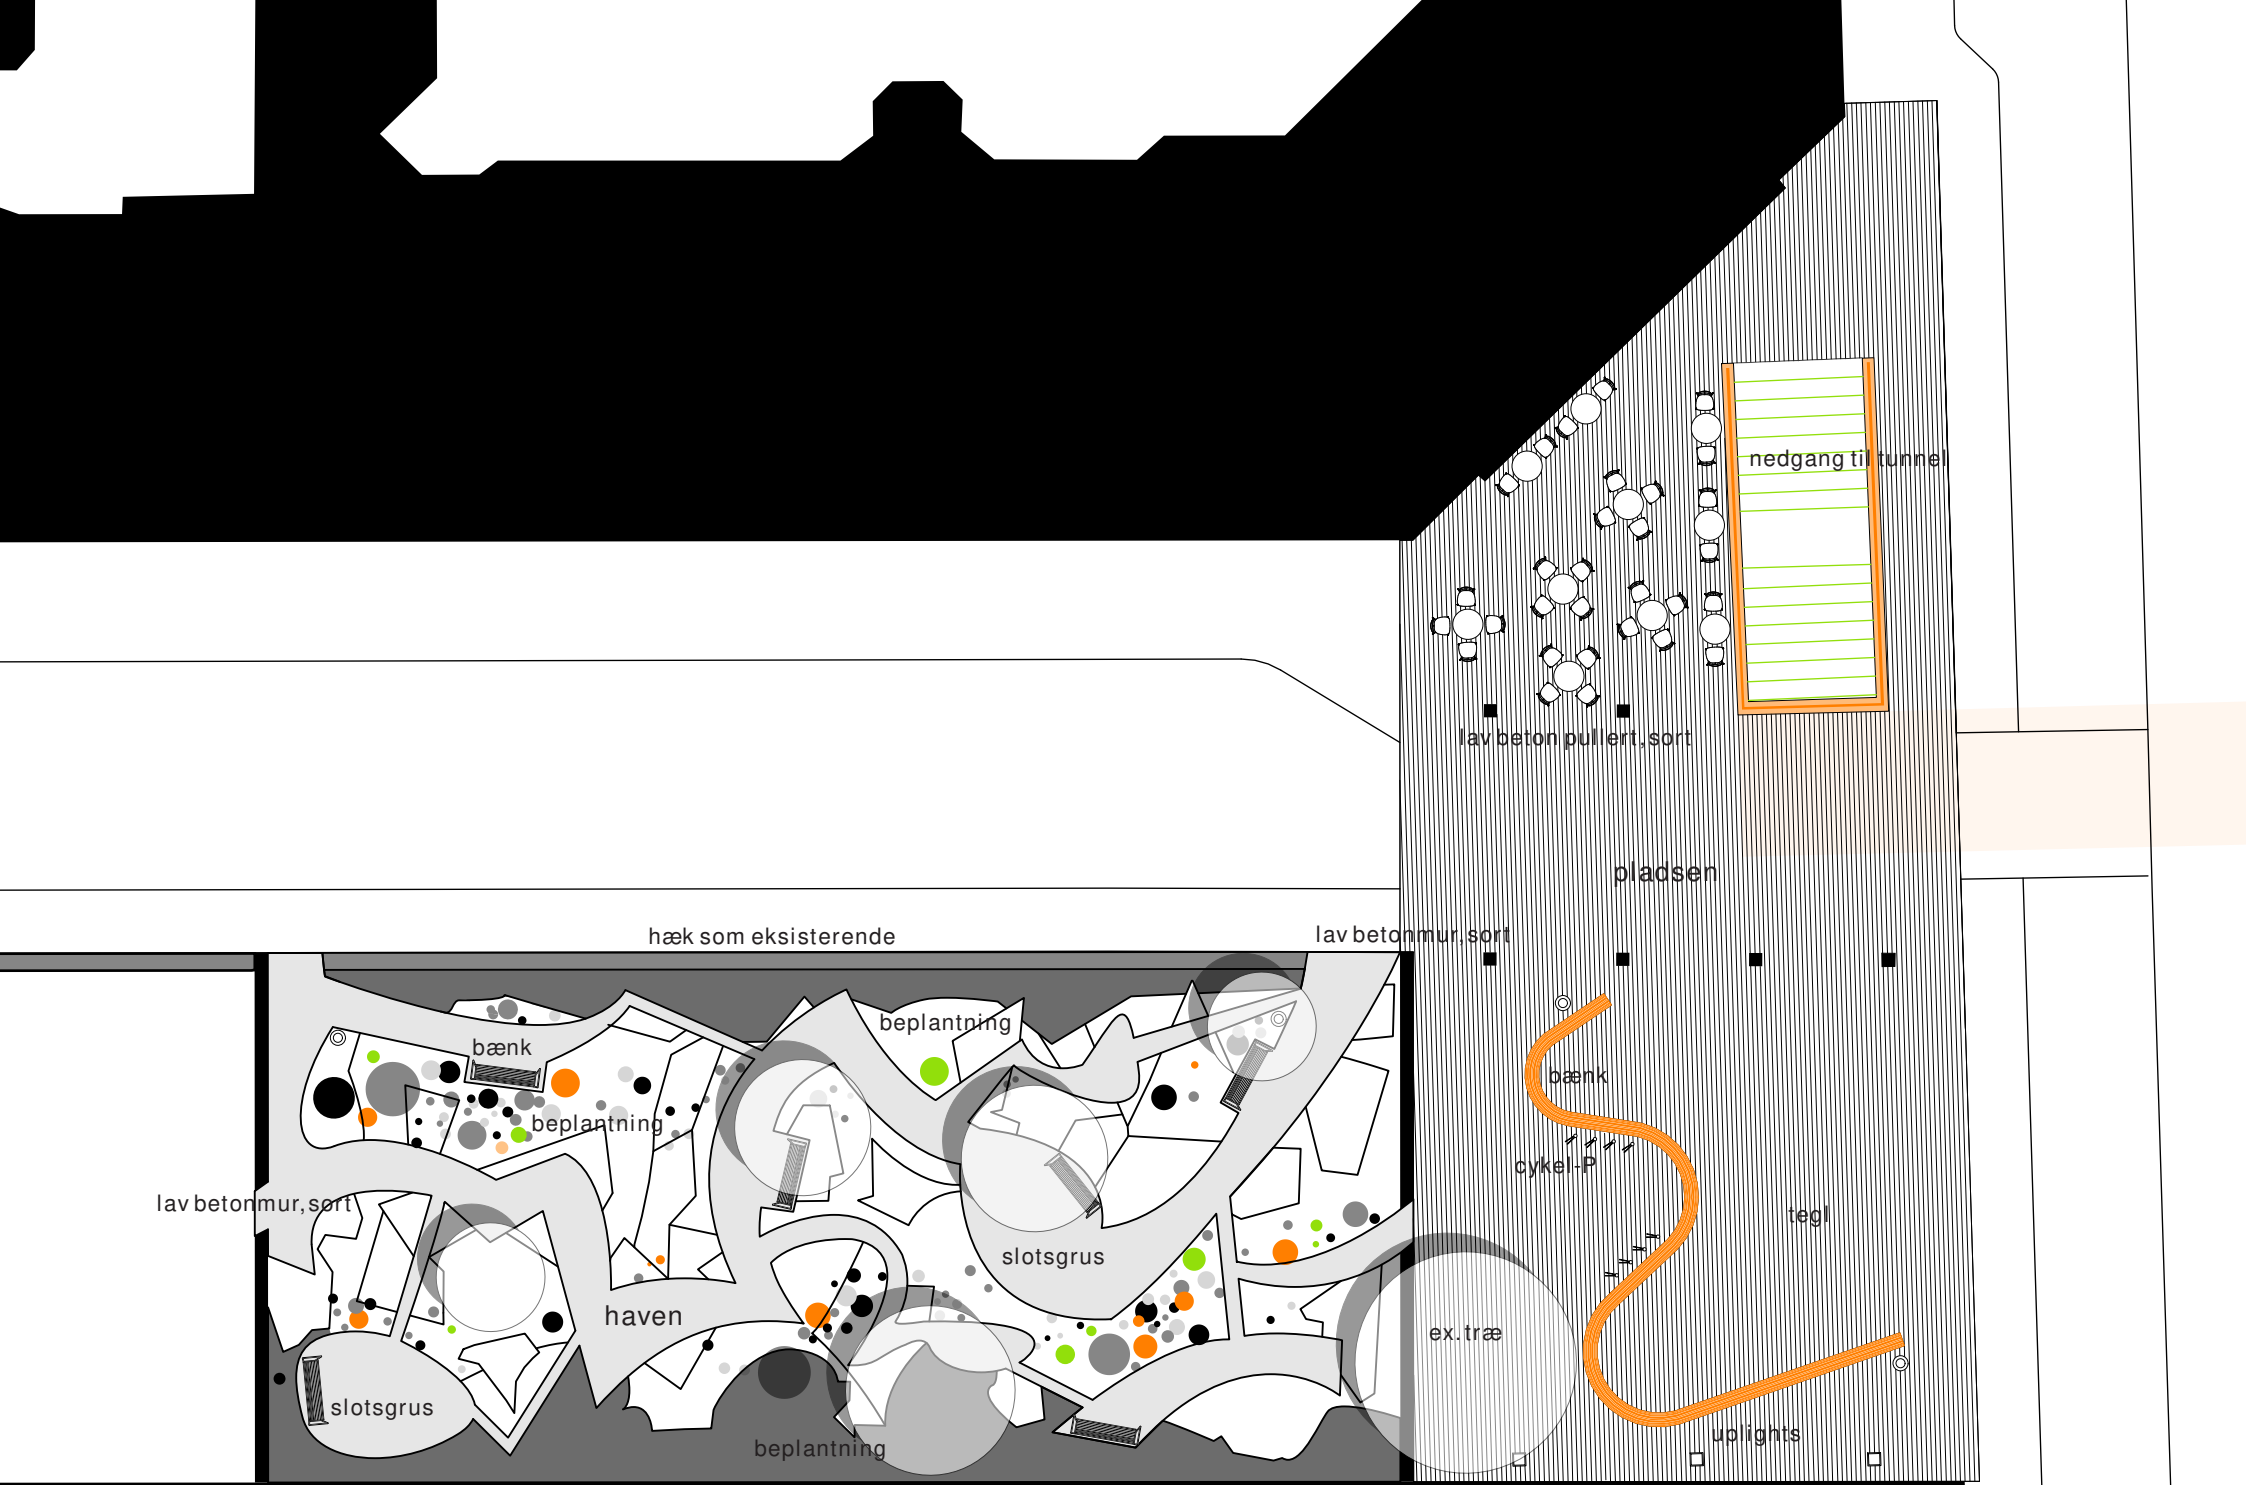 nedgang til tunnel
lav beton pullert, sort
pladsen
hæk som eksisterende
lav betonmur, sort
beplantning
bænk
bænk
beplantning
cykel-P
lav betonmur, sort
tegl
slotsgrus
haven
ex. træ
slotsgrus
uplights
beplantning